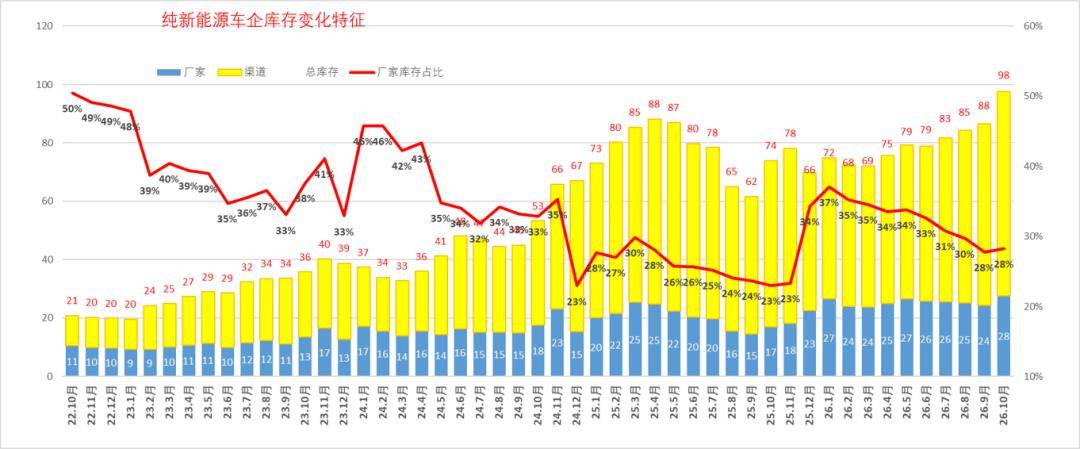 纯新能源车企库存变化特征
厂家 渠道 总库存 厂家库存占比
120
100
80
60
40
20
0
60%
50%
40%
30%
20%
10%
21 20 20 20 24 25 27 29 29 32 34 34 36 40 39 37 34 33 36 41 48 47 44 45 53 66 67 73 80 85 88 87 80 78 65 62 74 78 66 72 68 69 75 79 79 83 85 88 98
50% 49% 49% 48% 39% 40% 39% 39% 35% 36% 37% 33% 38% 41% 33% 46% 46% 42% 43% 35% 34% 32% 34% 33% 33% 35% 23% 28% 27% 30% 28% 26% 26% 25% 24% 24% 23% 23% 34% 37% 35% 35% 34% 34% 33% 31% 30% 28% 28%
11 10 10 9 9 10 11 11 10 12 12 11 13 17 13 17 16 14 16 14 16 15 15 15 18 23 15 20 22 25 25 22 20 20 16 15 17 18 23 27 24 24 25 27 26 26 25 24 28
22.10月 22.11月 22.12月 23.1月 23.2月 23.3月 23.4月 23.5月 23.6月 23.7月 23.8月 23.9月 23.10月 23.11月 23.12月 24.1月 24.2月 24.3月 24.4月 24.5月 24.6月 24.7月 24.8月 24.9月 24.10月 24.11月 24.12月 25.1月 25.2月 25.3月 25.4月 25.5月 25.6月 25.7月 25.8月 25.9月 25.10月 25.11月 25.12月 26.1月 26.2月 26.3月 26.4月 26.5月 26.6月 26.7月 26.8月 26.9月 26.10月